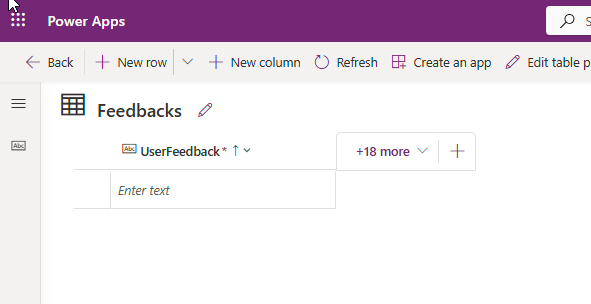 Power Apps
S
Back New row New column Refresh Create an app Edit table p
Feedbacks
Abc
Abc UserFeedback * +18 more
Enter text